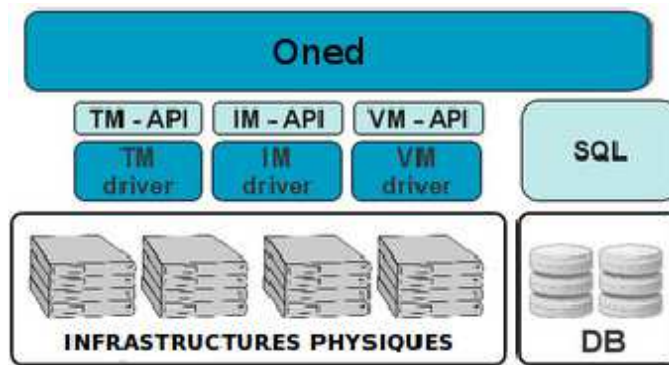 Oned
TM - API
IM - API
VM - API
TM
driver
IM
driver
VM
driver
SQL
INFRASTRUCTURES PHYSIQUES
DB